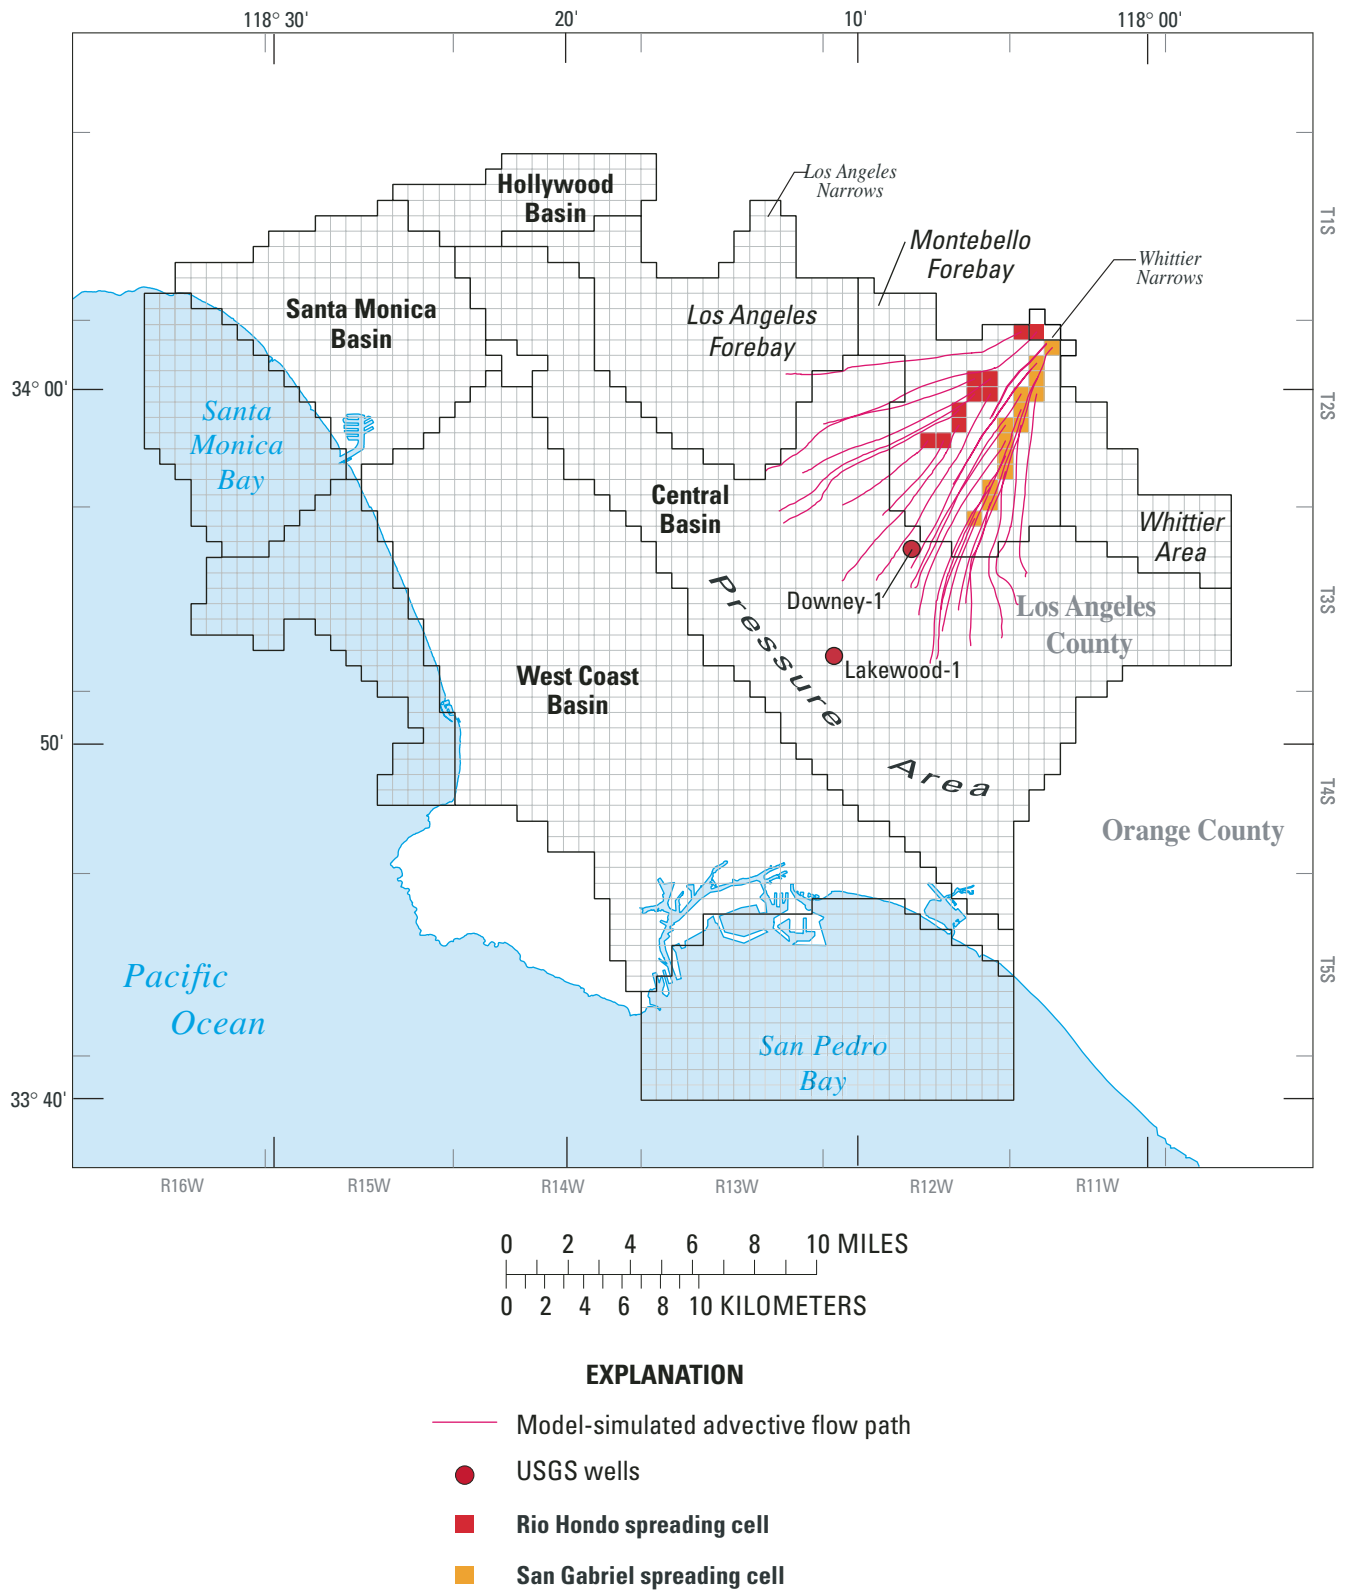 118° 30'
20'
10'
118° 00'
Hollywood
Basin
Los Angeles
Narrows
T1S
Montebello
Forebay
Whittier
Narrows
Santa Monica
Basin
Los Angeles
Forebay
34° 00'
T2S
Santa
Monica
Bay
Central
Basin
Whittier
Area
Downey-1
T3S
Los Angeles
County
Pressure
Area
Lakewood-1
West Coast
Basin
50'
T4S
Orange County
Pacific
Ocean
T5S
San Pedro
Bay
33° 40'
R16W
R15W
R14W
R13W
R12W
R11W
0 2 4 6 8 10 MILES
0 2 4 6 8 10 KILOMETERS
EXPLANATION
Model-simulated advective flow path
USGS wells
Rio Hondo spreading cell
San Gabriel spreading cell